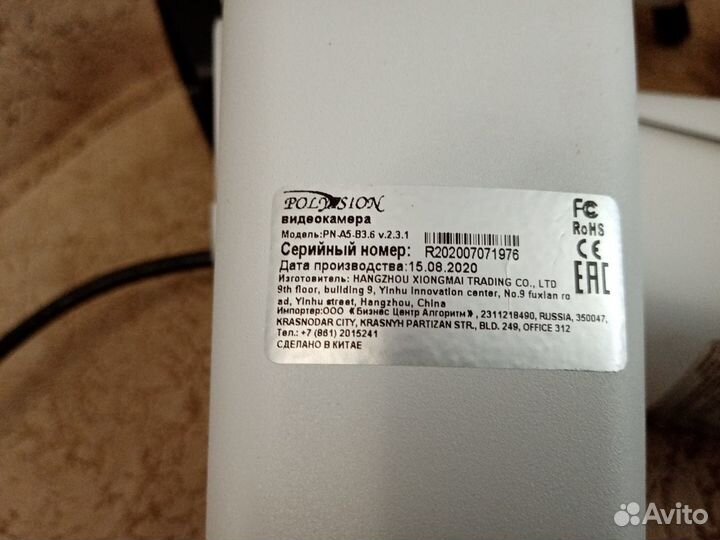 POLYVISION
видеокамера
Модель:PN-A5-B3.6 v.2.3.1
Серийный номер: R202007071976
Дата производства:15.08.2020
Изготовитель: HANGZHOU XIONGMAI TRADING CO., LTD
9th floor, building 9, Yinhu innovation center, No.9 fuxian ro
ad, Yinhu street, Hangzhou, China
Импортер:ООО «Бизнес Центр Алгоритм», 2311218490, RUSSIA, 350047,
KRASNODAR CITY, KRASNYH PARTIZAN STR., BLD. 249, OFFICE 312
Тел.: +7 (861) 2015241
СДЕЛАНО В КИТАЕ
FC
RoHS
CE
EAC
Avito